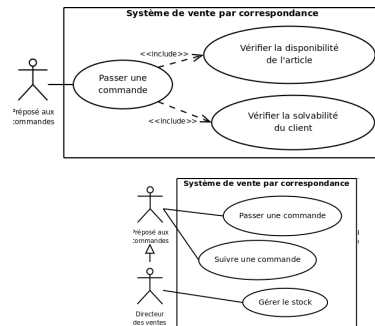 Système de vente par correspondance
Vérifier la disponibilité
de l'article
<<include>>
Passer une
commande
Préposé aux
commandes
<<include>>
Vérifier la solvabilité
du client
Système de vente par correspondance
Passer une commande
Préposé aux
commandes
Suivre une commande
Gérer le stock
Directeur
des ventes